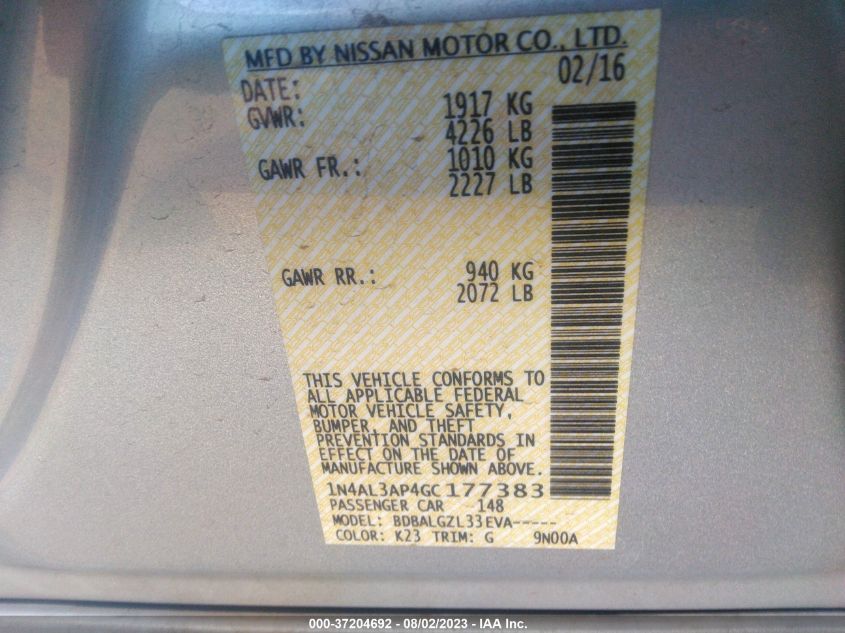 MFD BY NISSAN MOTOR CO., LTD.
DATE: 02/16
GVWR: 1917 KG
4226 LB
GAWR FR.: 1010 KG
2227 LB
GAWR RR.: 940 KG
2072 LB
THIS VEHICLE CONFORMS TO
ALL APPLICABLE FEDERAL
MOTOR VEHICLE SAFETY,
BUMPER, AND THEFT
PREVENTION STANDARDS IN
EFFECT ON THE DATE OF
MANUFACTURE SHOWN ABOVE.
1N4AL3AP4GC177383
PASSENGER CAR 148
MODEL: BDBALGZL33EVA-----
COLOR: K23 TRIM: G 9N00A
000-37204692 - 08/02/2023 - IAA Inc.